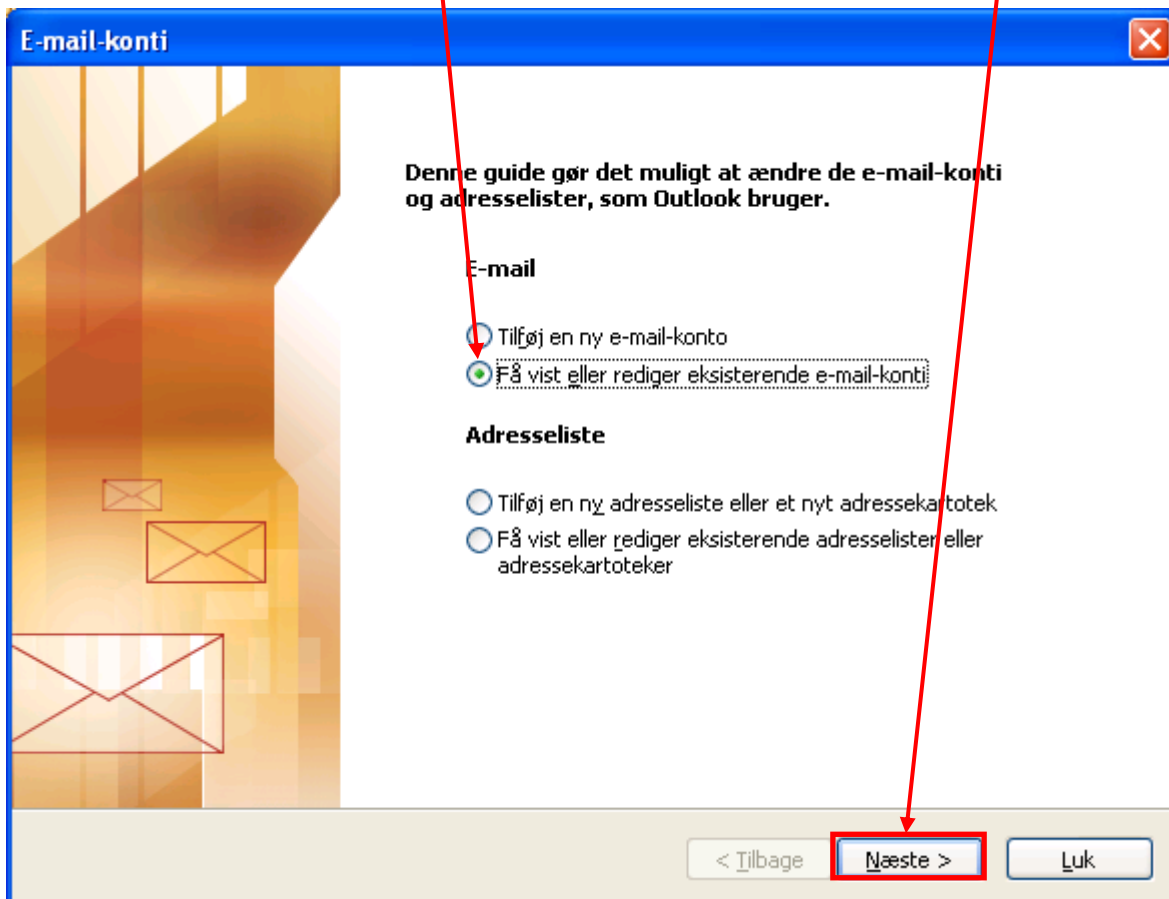 E-mail-konti
Denne guide gør det muligt at ændre de e-mail-konti
og adresselister, som Outlook bruger.
E-mail
Tilføj en ny e-mail-konto
Få vist eller rediger eksisterende e-mail-konti
Adresseliste
Tilføj en ny adresseliste eller et nyt adressekartotek
Få vist eller rediger eksisterende adresselister eller
adressekartoteker
< Tilbage
Næste >
Luk